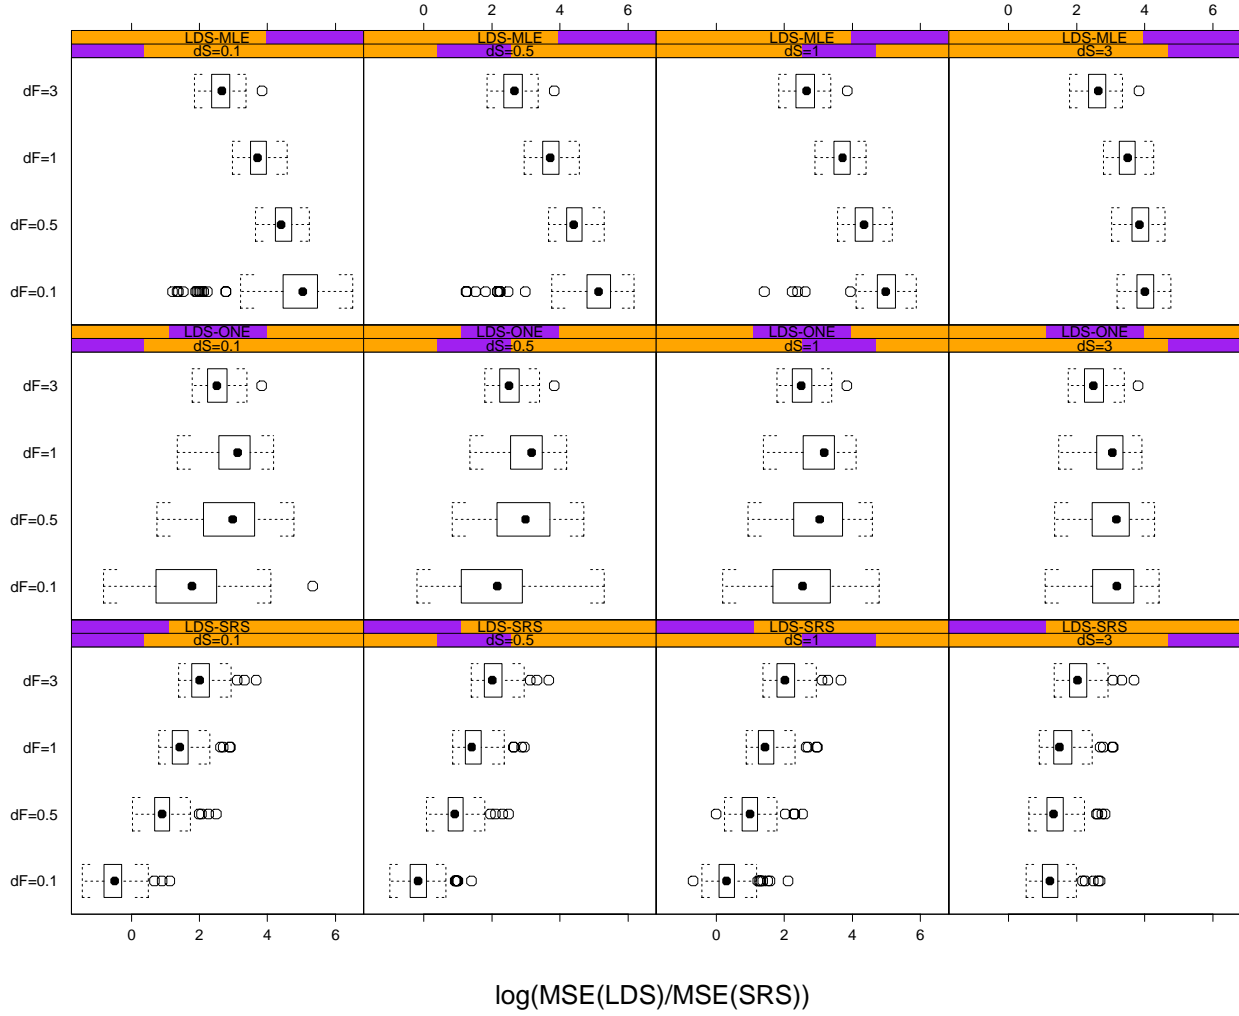 0 2 4 6 0 2 4 6
LDS-MLE LDS-MLE LDS-MLE LDS-MLE
dS=0.1 dS=0.5 dS=1 dS=3
dF=3
dF=1
dF=0.5
dF=0.1
LDS-ONE LDS-ONE LDS-ONE LDS-ONE
dS=0.1 dS=0.5 dS=1 dS=3
dF=3
dF=1
dF=0.5
dF=0.1
LDS-SRS LDS-SRS LDS-SRS LDS-SRS
dS=0.1 dS=0.5 dS=1 dS=3
dF=3
dF=1
dF=0.5
dF=0.1
0 2 4 6 0 2 4 6
log(MSE(LDS)/MSE(SRS))